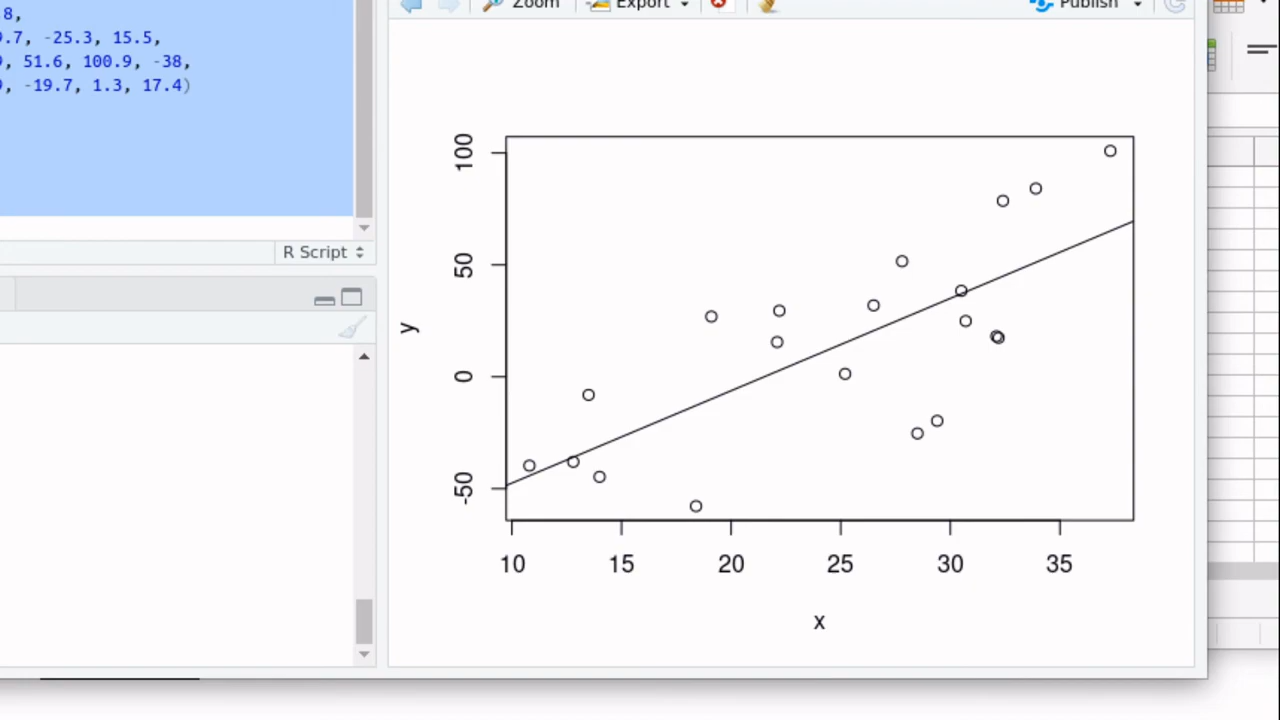 8,
.7, -25.3, 15.5,
, 51.6, 100.9, -38,
, -19.7, 1.3, 17.4)
R Script
Zoom Export Publish
100
50
0
-50
y
10 15 20 25 30 35
x